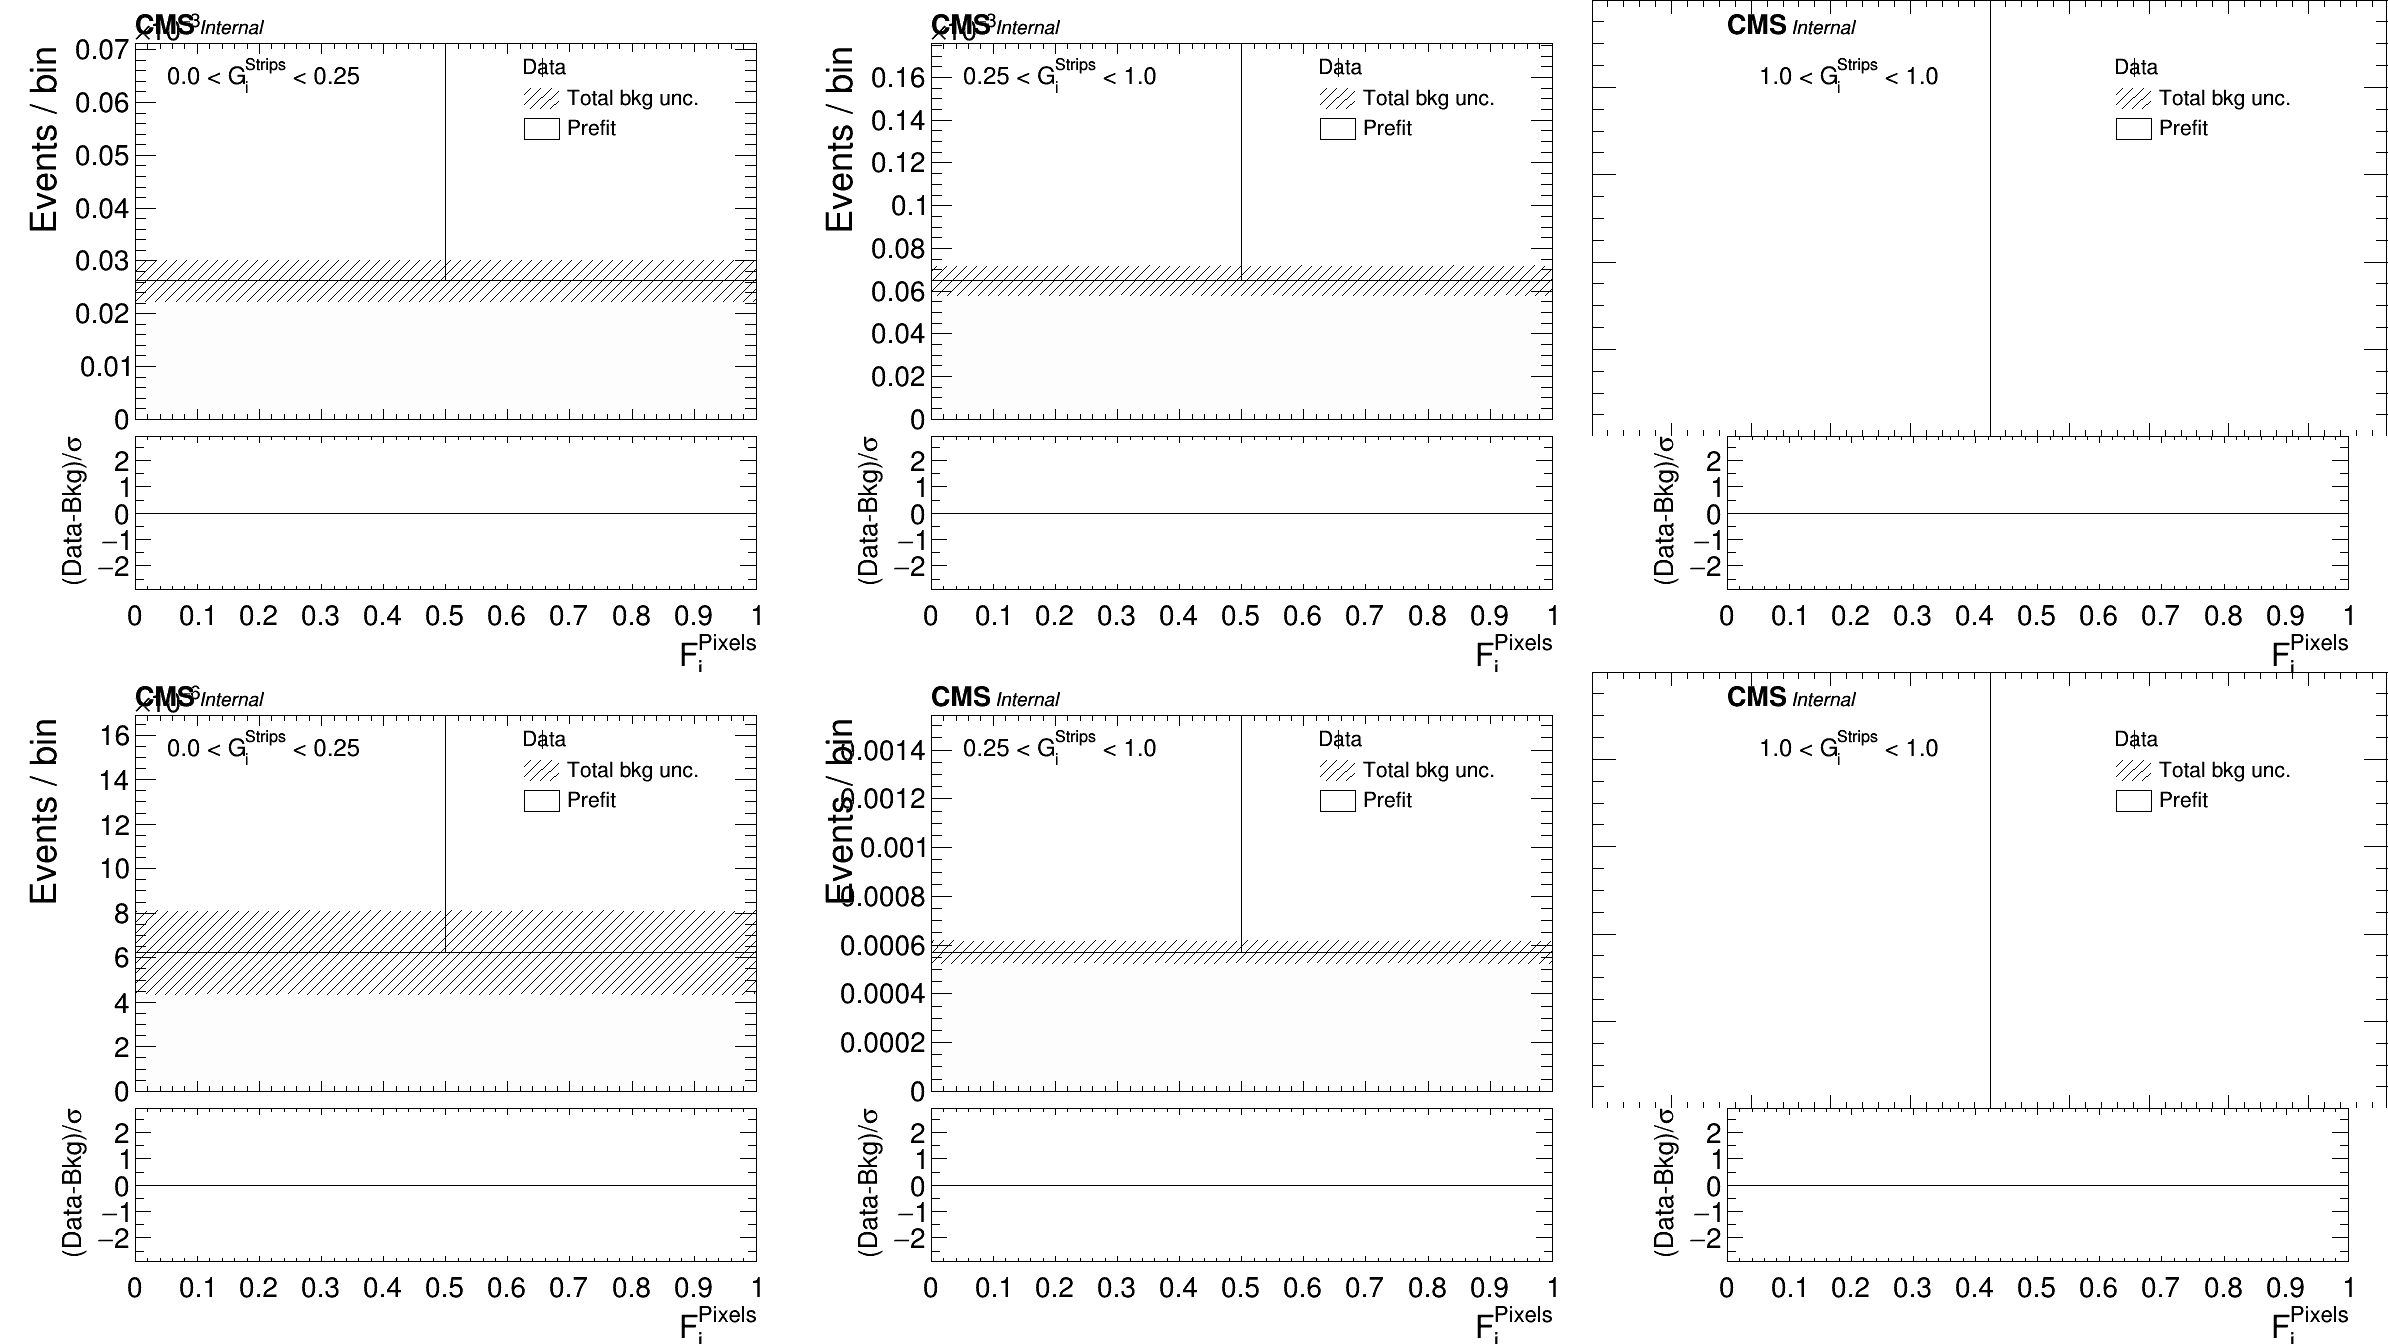 CMS Internal
×10⁻³
Events / bin
0.0 < G_i^Strips < 0.25
Data
Total bkg unc.
Prefit
0.07
0.06
0.05
0.04
0.03
0.02
0.01
0
(Data-Bkg)/σ
2
1
0
−1
−2
0 0.1 0.2 0.3 0.4 0.5 0.6 0.7 0.8 0.9 1
F_i^Pixels
CMS Internal
×10⁻³
Events / bin
0.25 < G_i^Strips < 1.0
Data
Total bkg unc.
Prefit
0.16
0.14
0.12
0.1
0.08
0.06
0.04
0.02
0
(Data-Bkg)/σ
2
1
0
−1
−2
0 0.1 0.2 0.3 0.4 0.5 0.6 0.7 0.8 0.9 1
F_i^Pixels
CMS Internal
1.0 < G_i^Strips < 1.0
Data
Total bkg unc.
Prefit
(Data-Bkg)/σ
2
1
0
−1
−2
0 0.1 0.2 0.3 0.4 0.5 0.6 0.7 0.8 0.9 1
F_i^Pixels
CMS Internal
×10⁻⁶
Events / bin
0.0 < G_i^Strips < 0.25
Data
Total bkg unc.
Prefit
16
14
12
10
8
6
4
2
0
(Data-Bkg)/σ
2
1
0
−1
−2
0 0.1 0.2 0.3 0.4 0.5 0.6 0.7 0.8 0.9 1
F_i^Pixels
CMS Internal
Events / bin
0.25 < G_i^Strips < 1.0
Data
Total bkg unc.
Prefit
0.0014
0.0012
0.001
0.0008
0.0006
0.0004
0.0002
0
(Data-Bkg)/σ
2
1
0
−1
−2
0 0.1 0.2 0.3 0.4 0.5 0.6 0.7 0.8 0.9 1
F_i^Pixels
CMS Internal
1.0 < G_i^Strips < 1.0
Data
Total bkg unc.
Prefit
(Data-Bkg)/σ
2
1
0
−1
−2
0 0.1 0.2 0.3 0.4 0.5 0.6 0.7 0.8 0.9 1
F_i^Pixels